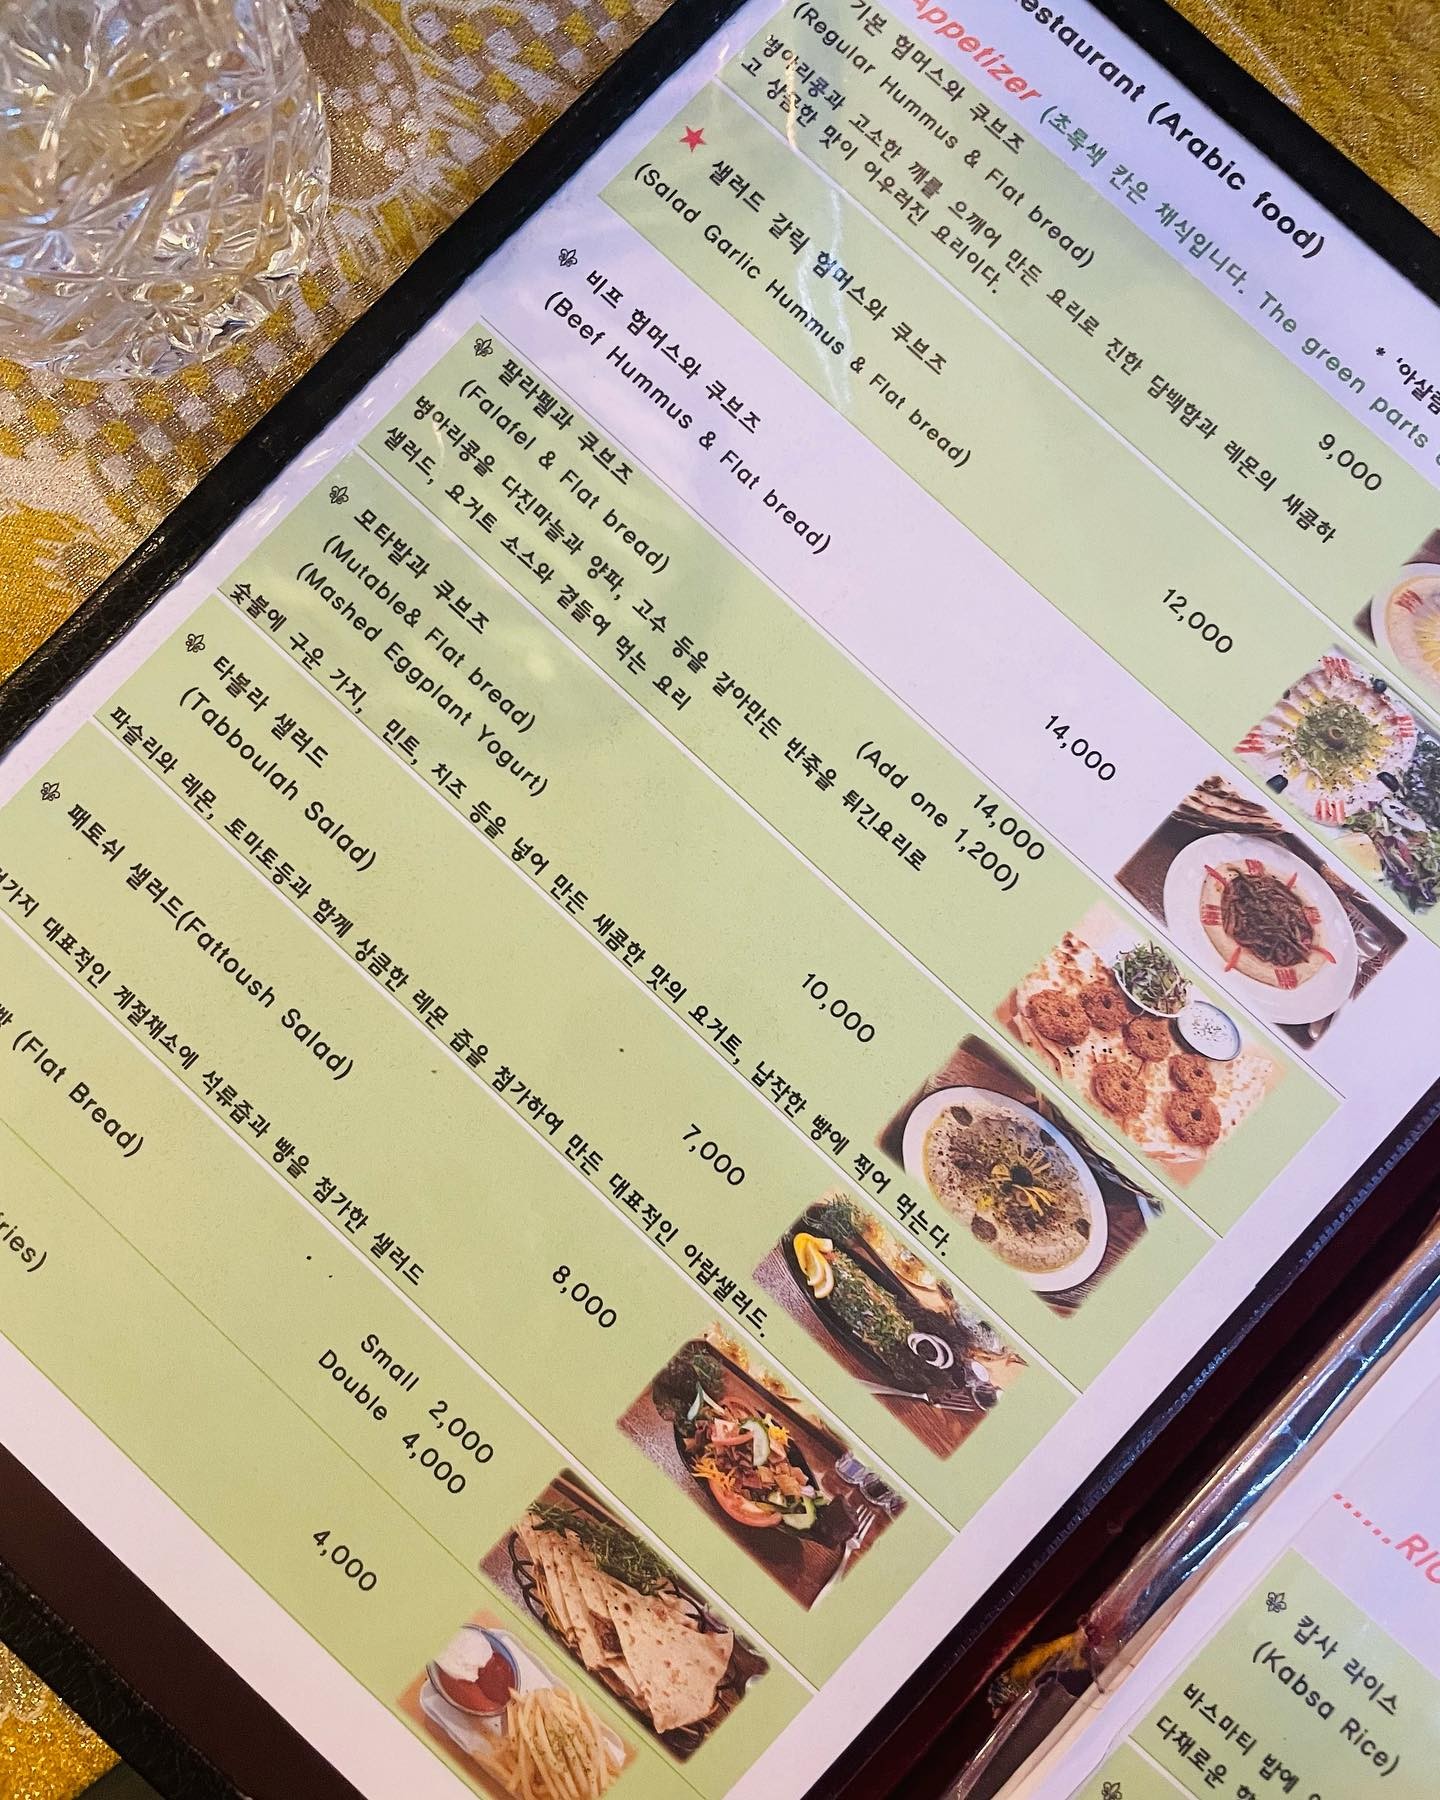 Restaurant (Arabic food)
Appetizer (초록색 칸은 채식입니다. The green parts
* '아살람
기본 험머스와 쿠브즈
(Regular Hummus & Flat bread)
9,000
병아리콩과 고소한 깨를 으깨어 만든 요리로 진한 담백함과 레몬의 새콤하
고 상큼한 맛이 어우러진 요리이다.
샐러드 갈릭 험머스와 쿠브즈
(Salad Garlic Hummus & Flat bread)
12,000
비프 험머스와 쿠브즈
(Beef Hummus & Flat bread)
14,000
팔라펠과 쿠브즈
(Falafel & Flat bread)
14,000
(Add one 1,200)
병아리콩을 다진마늘과 양파, 고수 등을 갈아만든 반죽을 튀긴요리로
샐러드, 요거트 소스와 곁들여 먹는 요리
모타발과 쿠브즈
(Mutable& Flat bread)
(Mashed Eggplant Yogurt)
10,000
숯불에 구운 가지, 민트, 치즈 등을 넣어 만든 새콤한 맛의 요거트, 납작한 빵에 찍어 먹는다.
타볼라 샐러드
(Tabboulah Salad)
7,000
파슬리와 레몬, 토마토등과 함께 상큼한 레몬 즙을 첨가하여 만든 대표적인 아랍샐러드.
패토쉬 샐러드(Fattoush Salad)
8,000
가지 대표적인 계절채소에 석류즙과 빵을 첨가한 샐러드
빵 (Flat Bread)
Small 2,000
Double 4,000
fries)
4,000
......RIC
캅사 라이스
(Kabsa Rice)
바스마티 밥에
다채로운